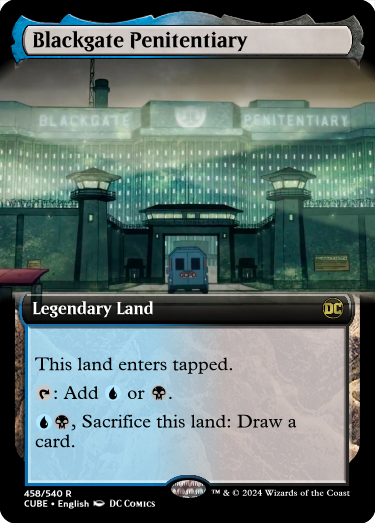 Blackgate Penitentiary
BLACKGATE PENITENTIARY
Legendary Land
DC
This land enters tapped.
: Add or .
, Sacrifice this land: Draw a
card.
458/540 R
CUBE • English DC COMICS
™ & © 2024 Wizards of the Coast